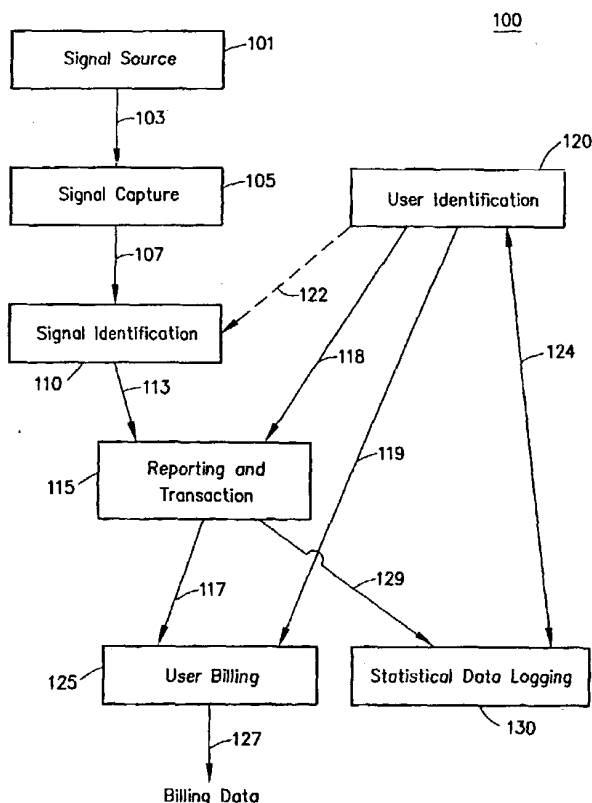 100
Signal Source
101
103
120
Signal Capture
105
User Identification
107
122
Signal Identification
118
124
110
113
119
Reporting and
Transaction
115
117
129
125
User Billing
Statistical Data Logging
127
130
Billing Data